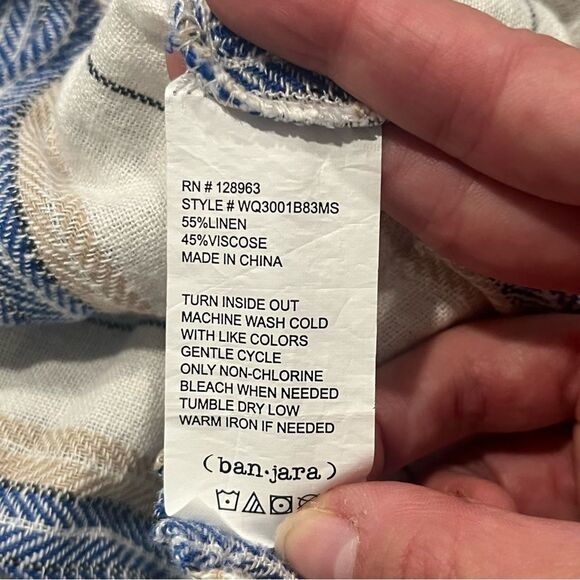 RN # 128963
STYLE # WQ3001B83MS
55%LINEN
45%VISCOSE
MADE IN CHINA
TURN INSIDE OUT
MACHINE WASH COLD
WITH LIKE COLORS
GENTLE CYCLE
ONLY NON-CHLORINE
BLEACH WHEN NEEDED
TUMBLE DRY LOW
WARM IRON IF NEEDED
(ban·jara)